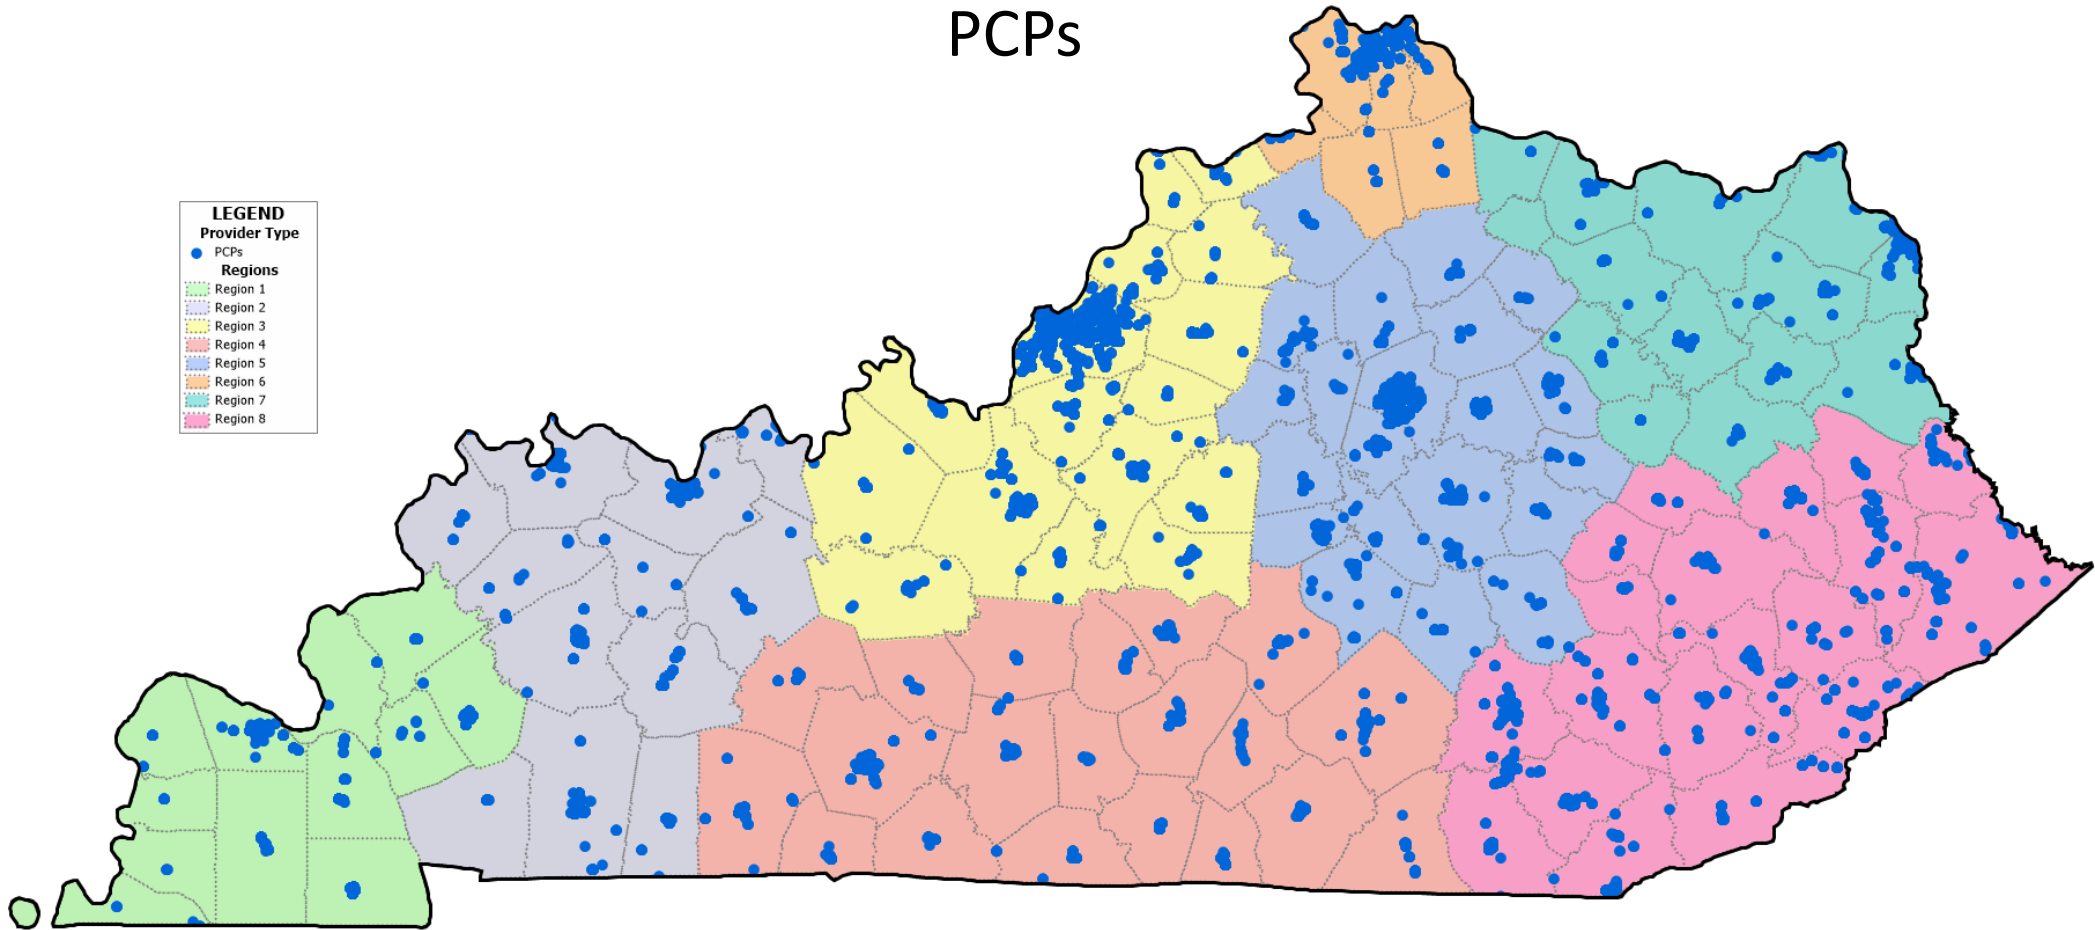 PCPs
LEGEND
Provider Type
PCPs
Regions
Region 1
Region 2
Region 3
Region 4
Region 5
Region 6
Region 7
Region 8